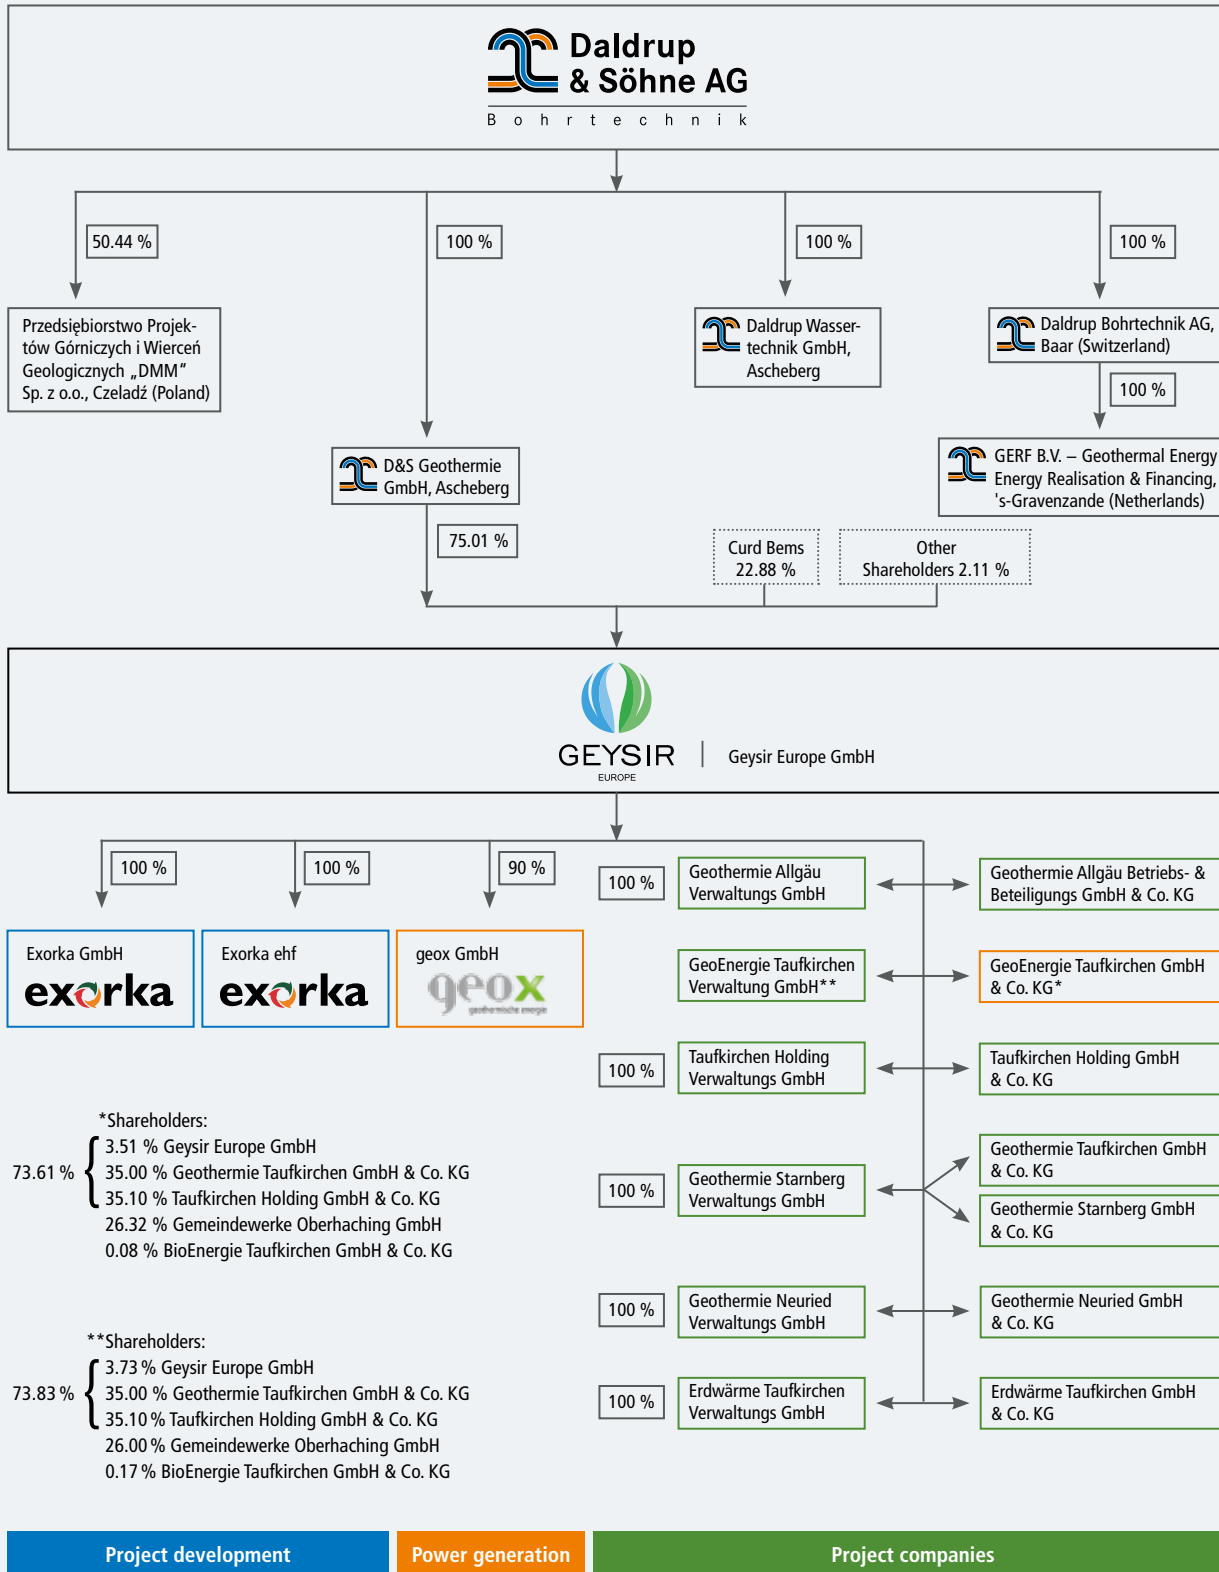 Daldrup
& Söhne AG
Bohrtechnik
50.44 %
100 %
100 %
100 %
Przedsiębiorstwo Projek-
tów Górniczych i Wierceń
Geologicznych „DMM“
Sp. z o.o., Czeladź (Poland)
Daldrup Wasser-
technik GmbH,
Ascheberg
Daldrup Bohrtechnik AG,
Baar (Switzerland)
100 %
D&S Geothermie
GmbH, Ascheberg
GERF B.V. – Geothermal Energy
Energy Realisation & Financing,
's-Gravenzande (Netherlands)
75.01 %
Curd Bems
22.88 %
Other
Shareholders 2.11 %
GEYSIR
EUROPE
Geysir Europe GmbH
100 %
100 %
90 %
Exorka GmbH
exorka
Exorka ehf
exorka
geox GmbH
geox
geothermische energie
100 %
Geothermie Allgäu
Verwaltungs GmbH
Geothermie Allgäu Betriebs- &
Beteiligungs GmbH & Co. KG
GeoEnergie Taufkirchen
Verwaltung GmbH**
GeoEnergie Taufkirchen GmbH
& Co. KG*
100 %
Taufkirchen Holding
Verwaltungs GmbH
Taufkirchen Holding GmbH
& Co. KG
100 %
Geothermie Starnberg
Verwaltungs GmbH
Geothermie Taufkirchen GmbH
& Co. KG
Geothermie Starnberg GmbH
& Co. KG
100 %
Geothermie Neuried
Verwaltungs GmbH
Geothermie Neuried GmbH
& Co. KG
100 %
Erdwärme Taufkirchen
Verwaltungs GmbH
Erdwärme Taufkirchen GmbH
& Co. KG
*Shareholders:
73.61 %
3.51 % Geysir Europe GmbH
35.00 % Geothermie Taufkirchen GmbH & Co. KG
35.10 % Taufkirchen Holding GmbH & Co. KG
26.32 % Gemeindewerke Oberhaching GmbH
0.08 % BioEnergie Taufkirchen GmbH & Co. KG
**Shareholders:
73.83 %
3.73 % Geysir Europe GmbH
35.00 % Geothermie Taufkirchen GmbH & Co. KG
35.10 % Taufkirchen Holding GmbH & Co. KG
26.00 % Gemeindewerke Oberhaching GmbH
0.17 % BioEnergie Taufkirchen GmbH & Co. KG
Project development
Power generation
Project companies